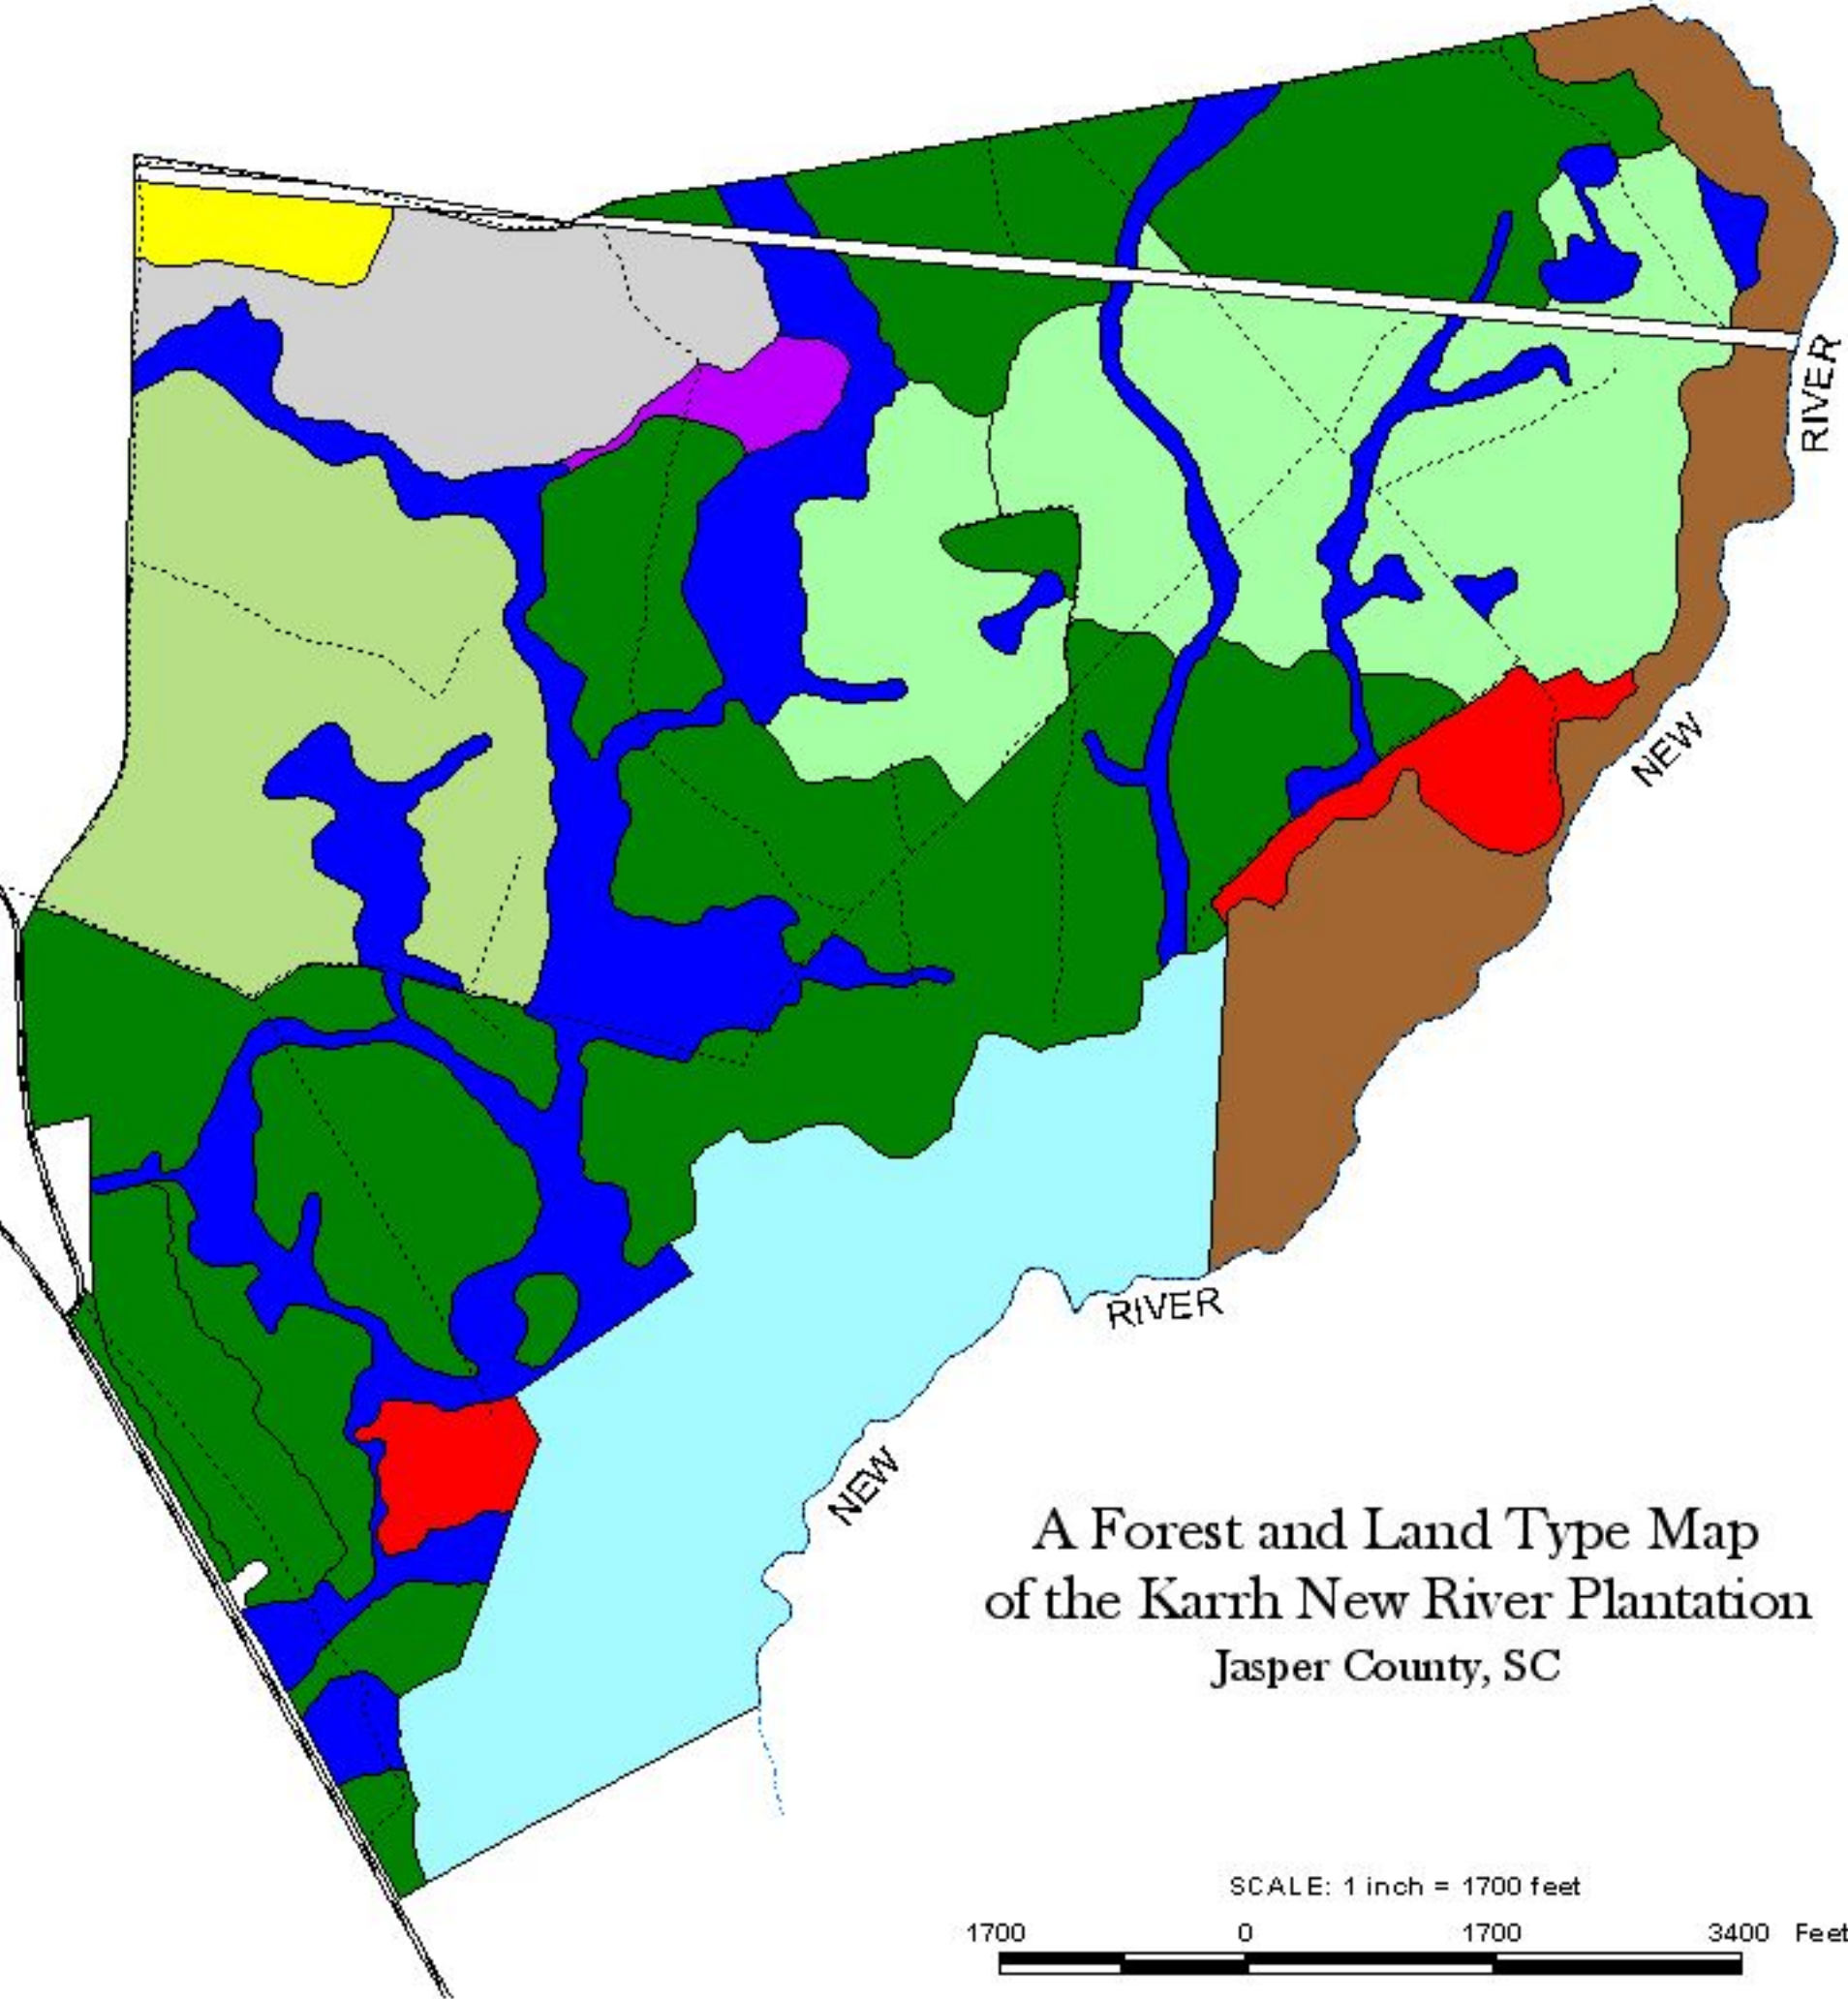 RIVER
NEW
RIVER
NEW
A Forest and Land Type Map
of the Karrh New River Plantation
Jasper County, SC
SCALE: 1 inch = 1700 feet
1700 0 1700 3400 Feet